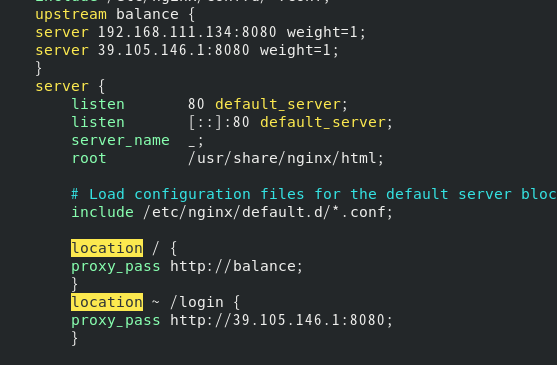 upstream balance {
server 192.168.111.134:8080 weight=1;
server 39.105.146.1:8080 weight=1;
}
server {
listen 80 default_server;
listen [::]:80 default_server;
server_name _;
root /usr/share/nginx/html;
# Load configuration files for the default server bloc
include /etc/nginx/default.d/*.conf;
location / {
proxy_pass http://balance;
}
location ~ /login {
proxy_pass http://39.105.146.1:8080;
}